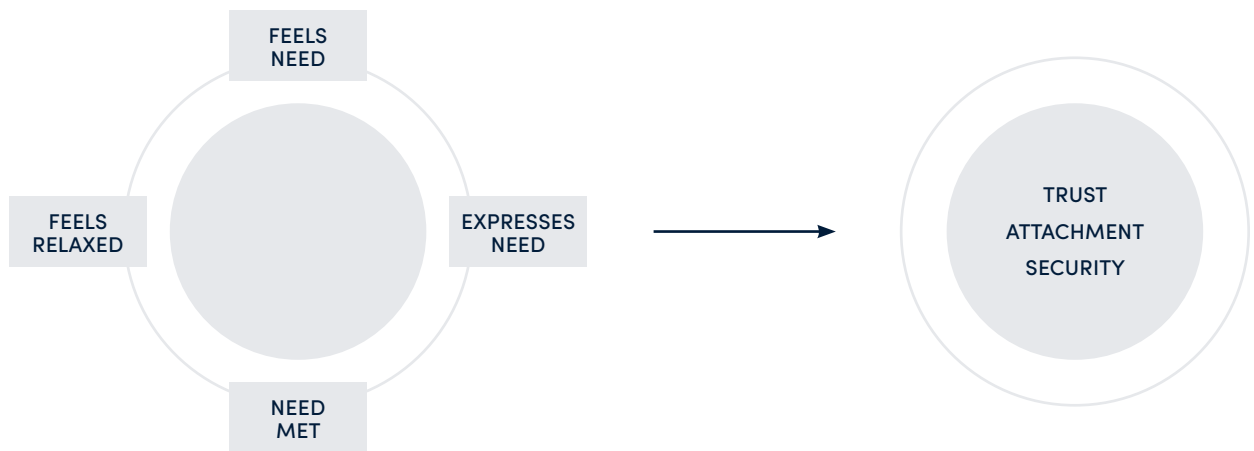 FEELS
NEED
FEELS
RELAXED
EXPRESSES
NEED
NEED
MET
TRUST
ATTACHMENT
SECURITY